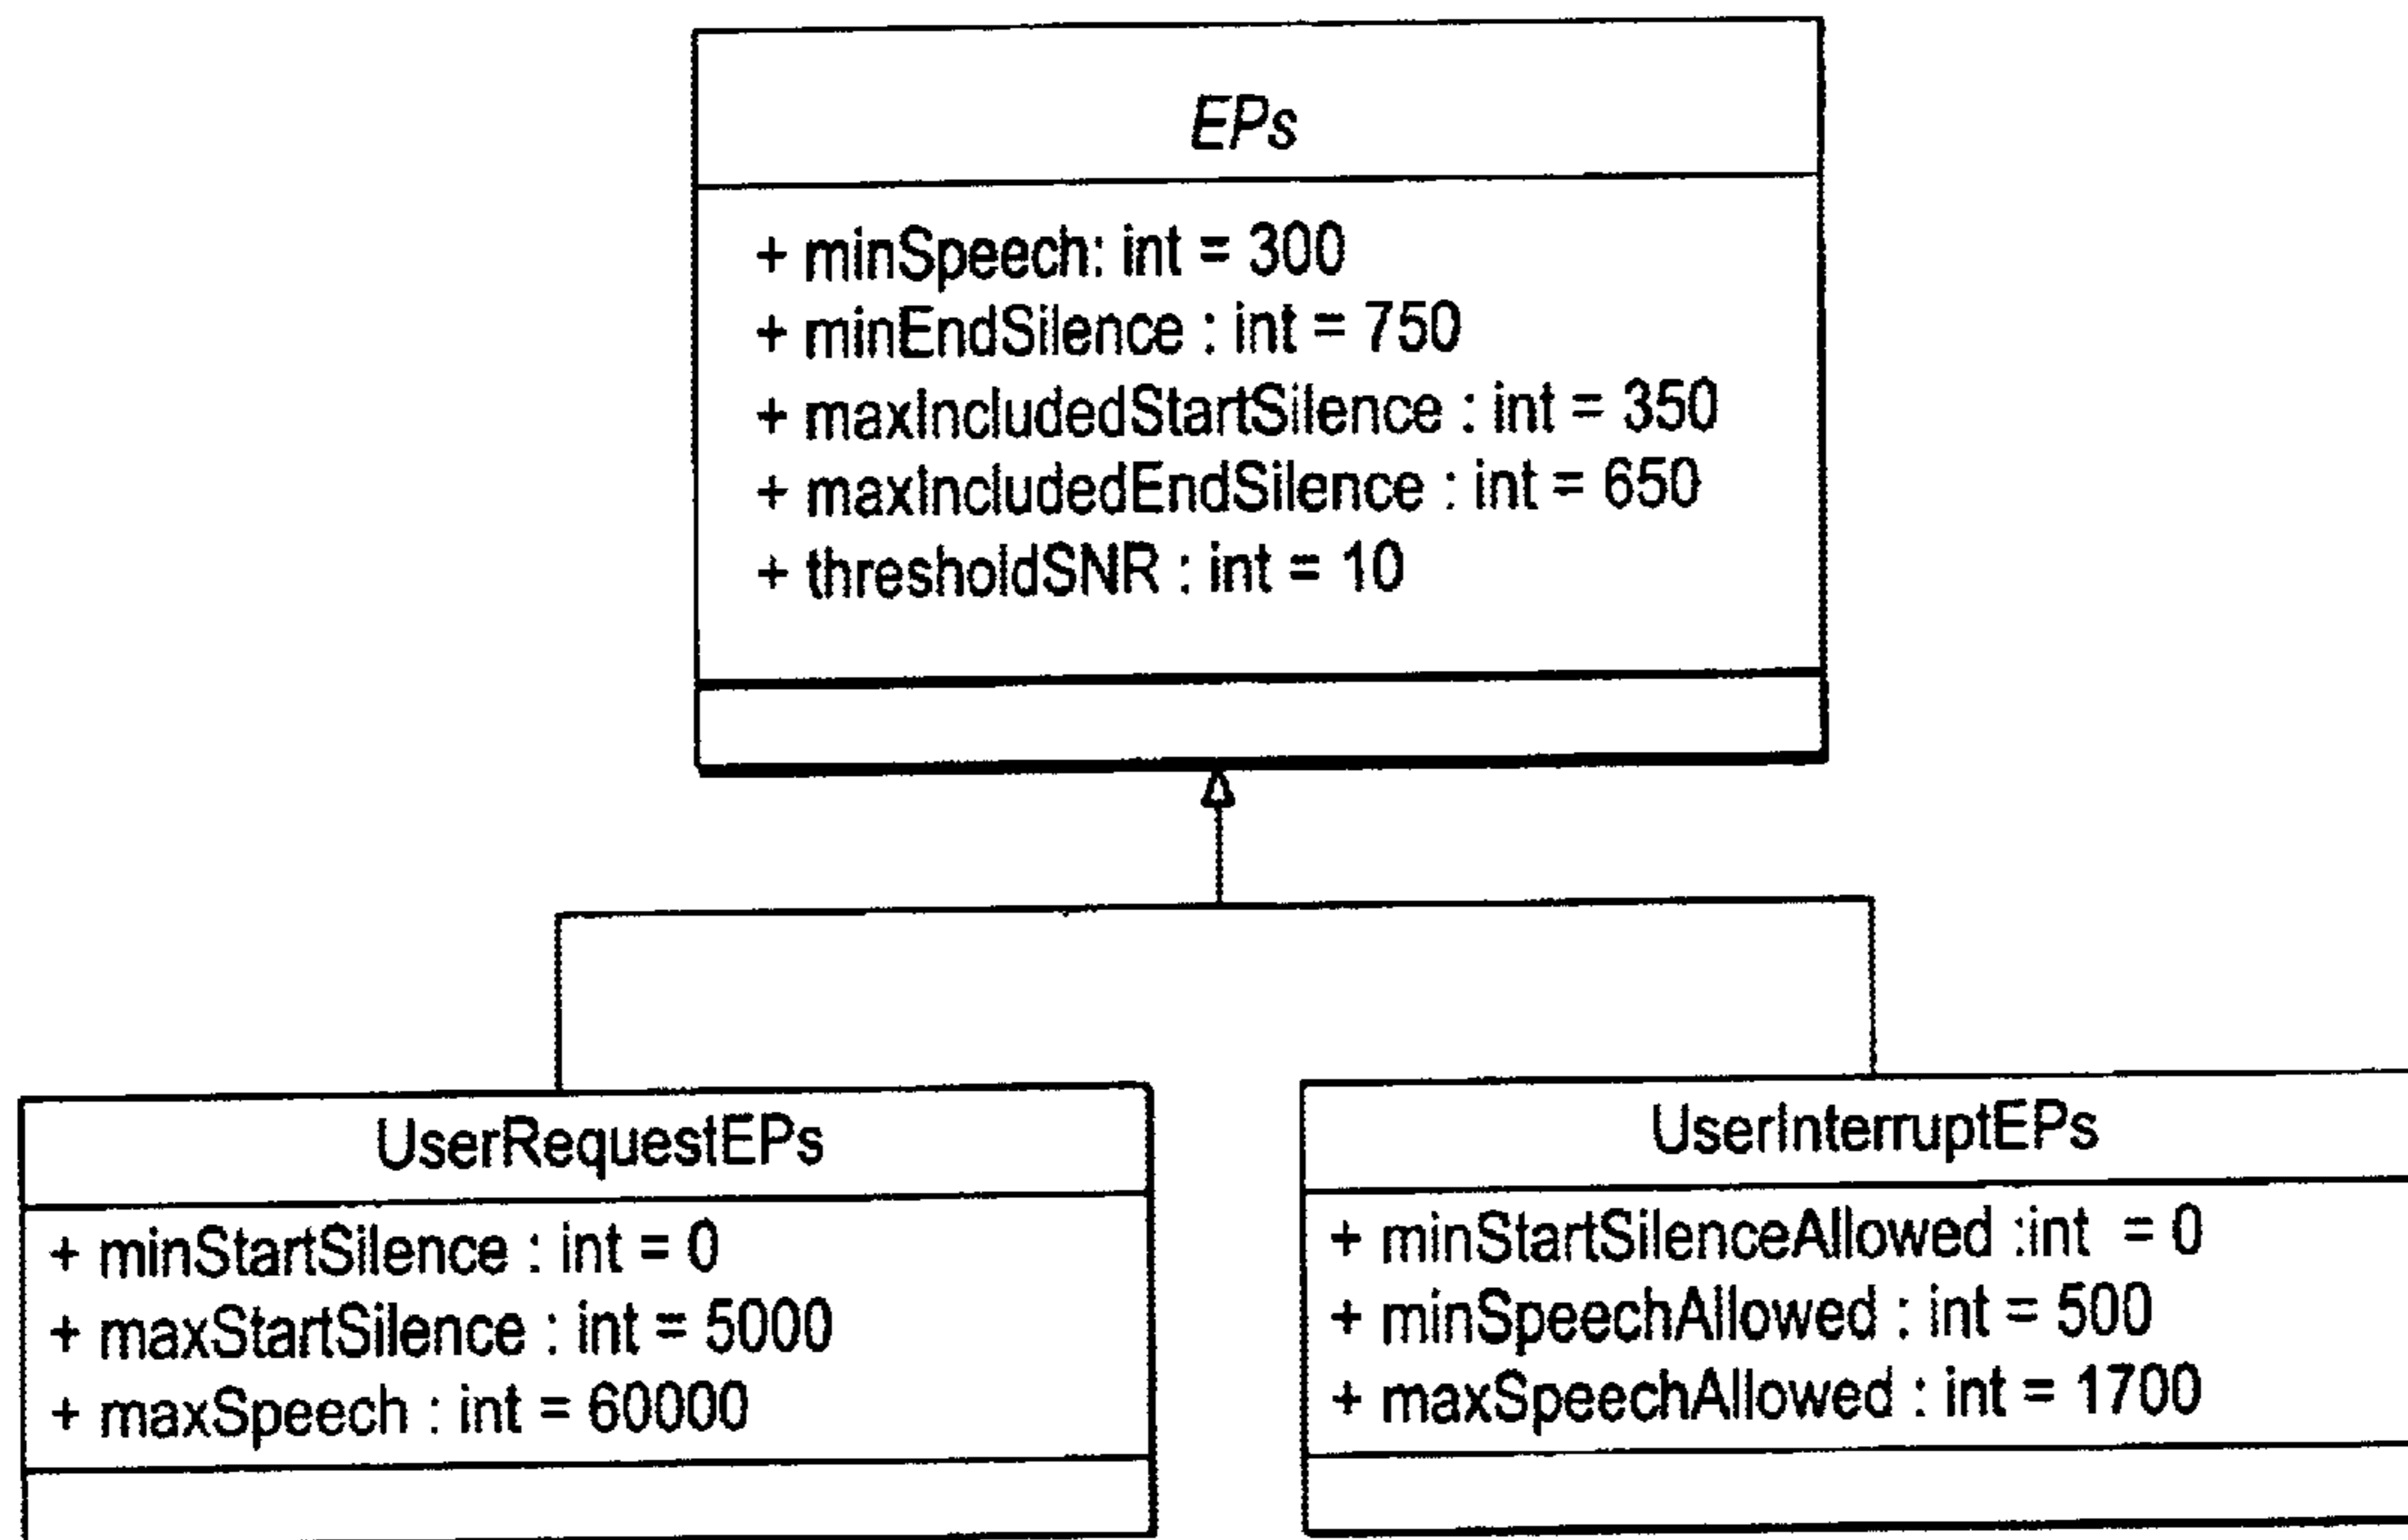 EPs
+ minSpeech: int = 300
+ minEndSilence : int = 750
+ maxIncludedStartSilence : int = 350
+ maxIncludedEndSilence : int = 650
+ thresholdSNR : int = 10
UserRequestEPs
+ minStartSilence : int = 0
+ maxStartSilence : int = 5000
+ maxSpeech : int = 60000
UserInterruptEPs
+ minStartSilenceAllowed :int = 0
+ minSpeechAllowed : int = 500
+ maxSpeechAllowed : int = 1700